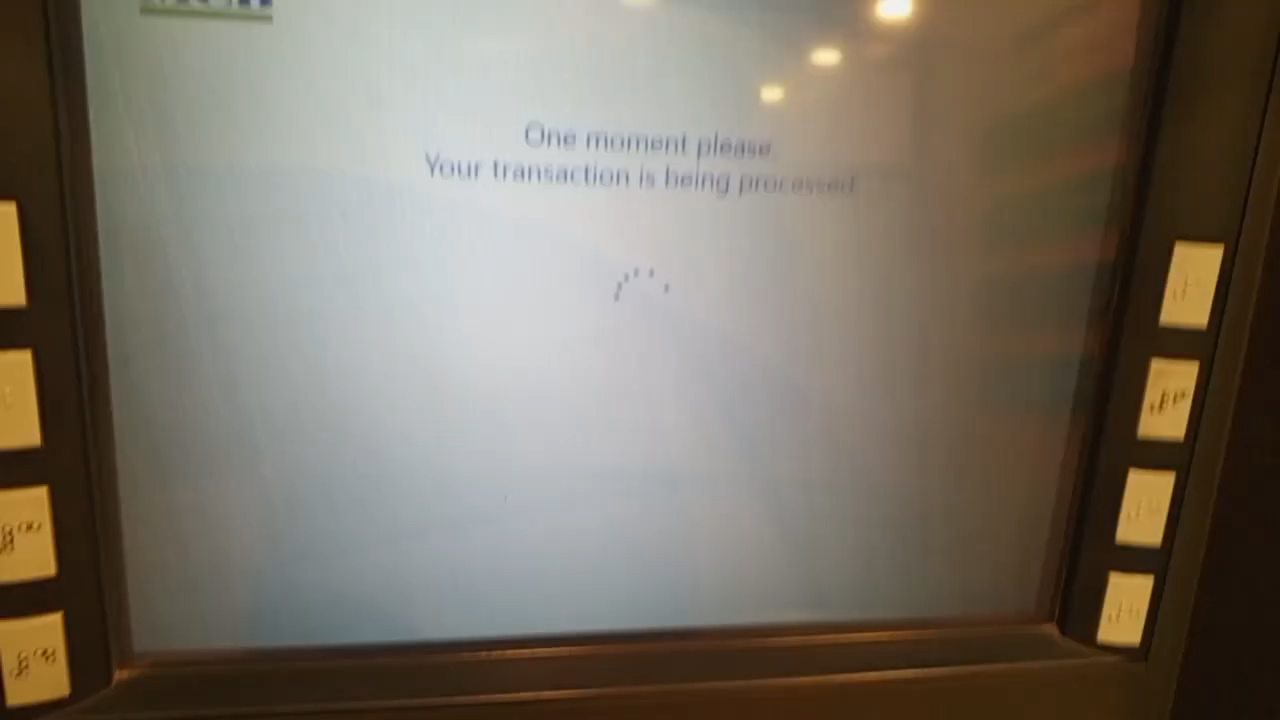 One moment please
Your transaction is being processed